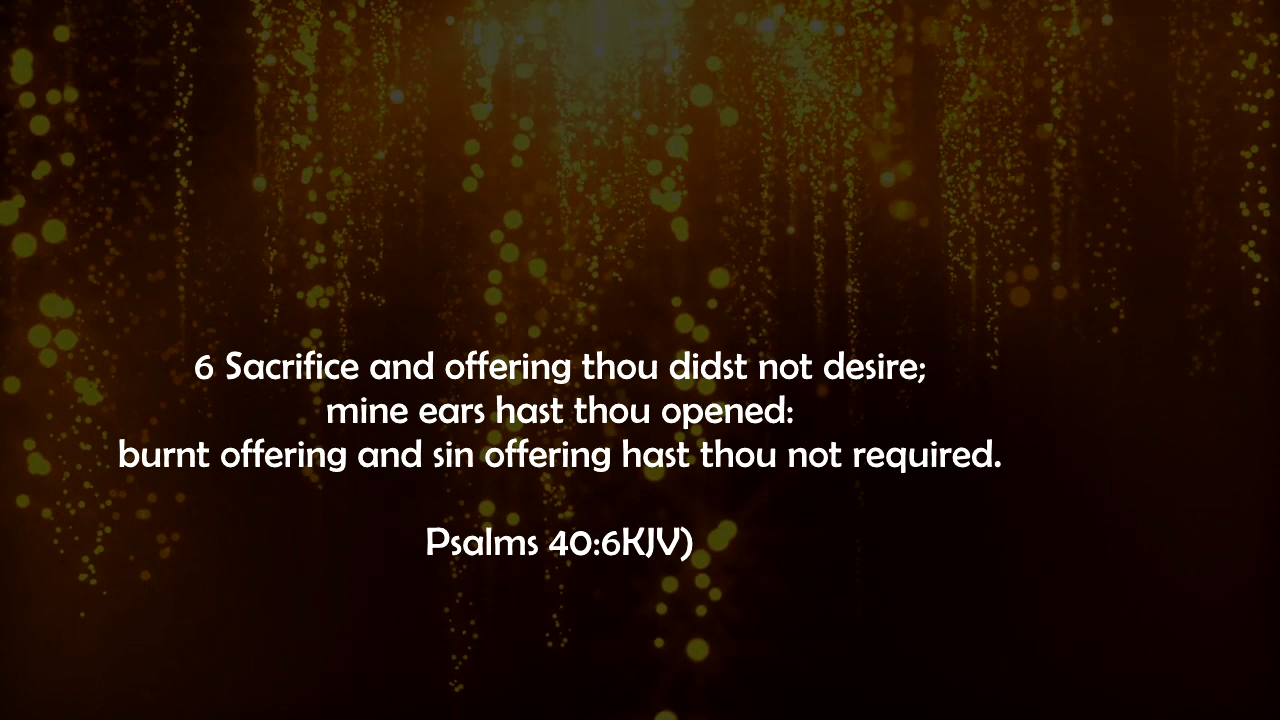 6 Sacrifice and offering thou didst not desire;
mine ears hast thou opened:
burnt offering and sin offering hast thou not required.
Psalms 40:6KJV)